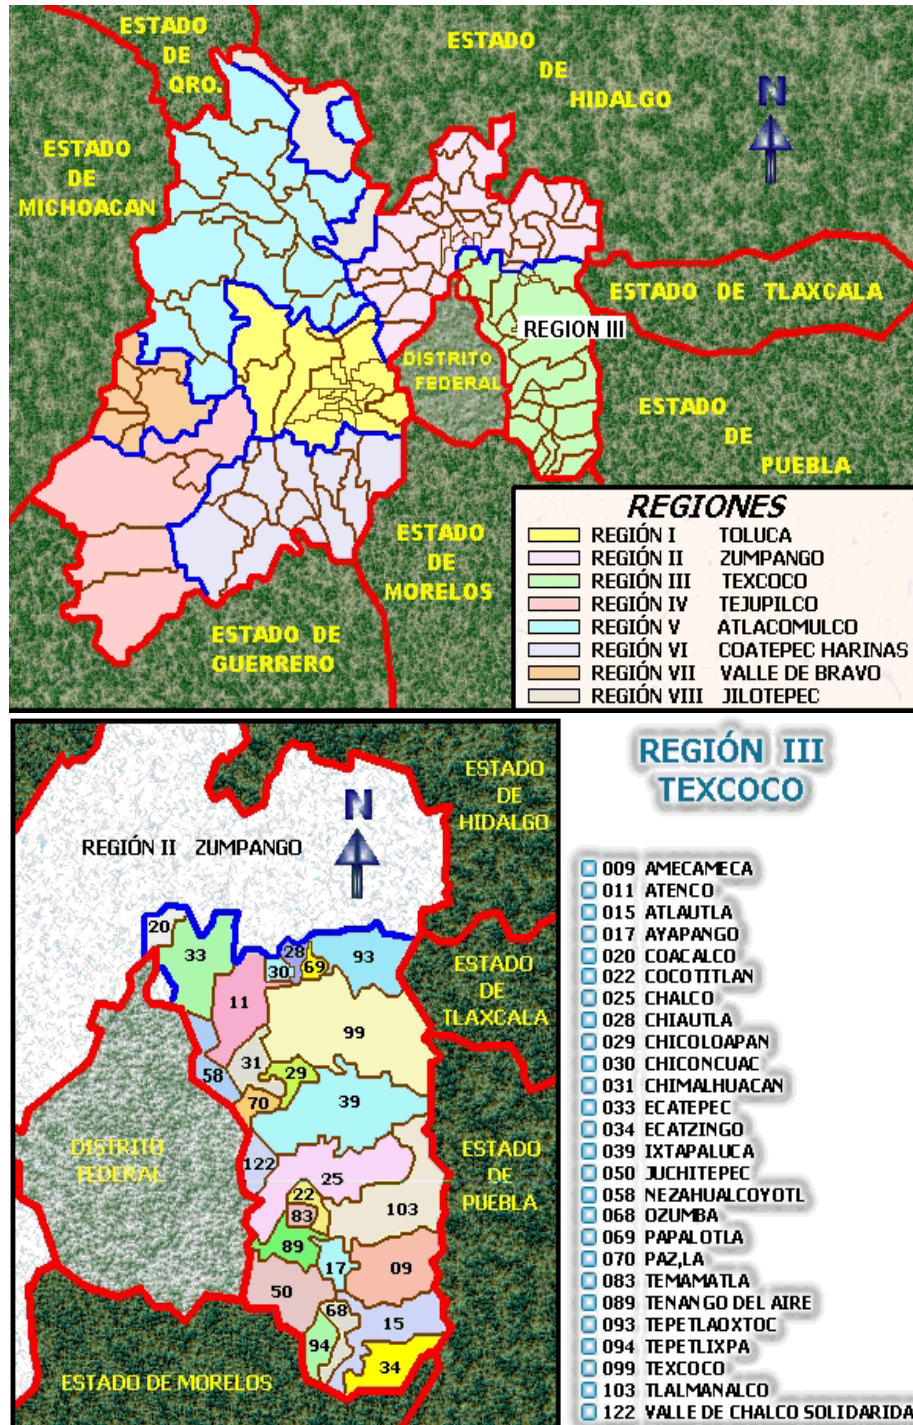 ESTADO
DE
QRO.
ESTADO
DE
HIDALGO
N
ESTADO
DE
MICHOACAN
ESTADO DE TLAXCALA
REGION III
DISTRITO
FEDERAL
ESTADO
DE
PUEBLA
ESTADO
DE
MORELOS
ESTADO DE
GUERRERO
REGIONES
REGIÓN I TOLUCA
REGIÓN II ZUMPANGO
REGIÓN III TEXCOCO
REGIÓN IV TEJUPILCO
REGIÓN V ATLACOMULCO
REGIÓN VI COATEPEC HARINAS
REGIÓN VII VALLE DE BRAVO
REGIÓN VIII JILOTEPEC
ESTADO
DE
HIDALGO
N
REGIÓN II ZUMPANGO
20
33
28
30
69
93
11
99
31
58
29
70
39
122
25
22
83
103
89
17
09
50
68
15
94
34
ESTADO
DE
TLAXCALA
DISTRITO
FEDERAL
ESTADO
DE
PUEBLA
ESTADO DE MORELOS
REGIÓN III
TEXCOCO
009 AMECAMECA
011 ATENCO
015 ATLAUTLA
017 AYAPANGO
020 COACALCO
022 COCOTITLAN
025 CHALCO
028 CHIAUTLA
029 CHICOLOAPAN
030 CHICONCUAC
031 CHIMALHUACAN
033 ECATEPEC
034 ECATZINGO
039 IXTAPALUCA
050 JUCHITEPEC
058 NEZAHUALCOYOTL
068 OZUMBA
069 PAPALOTLA
070 PAZ,LA
083 TEMAMATLA
089 TENANGO DEL AIRE
093 TEPETLAOXTOC
094 TEPETLIXPA
099 TEXCOCO
103 TLALMANALCO
122 VALLE DE CHALCO SOLIDARIDA